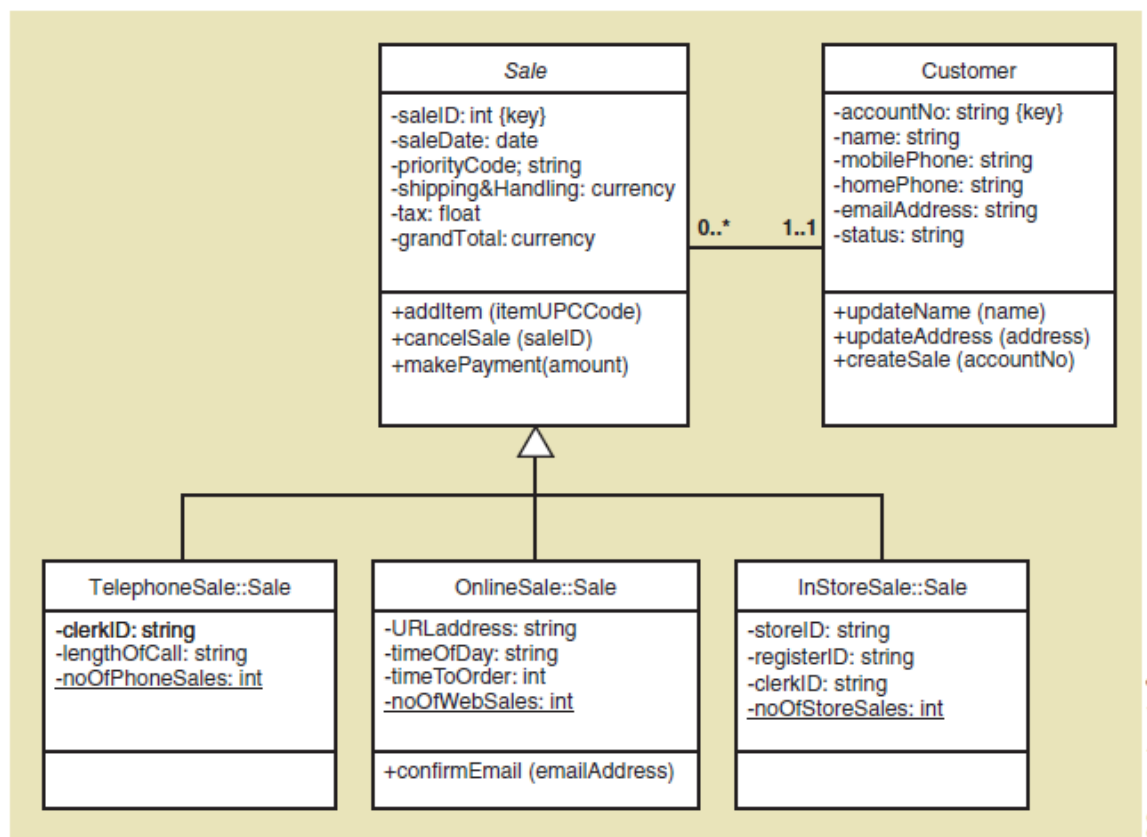 Sale
-saleID: int {key}
-saleDate: date
-priorityCode; string
-shipping&Handling: currency
-tax: float
-grandTotal: currency
+addItem (itemUPCCode)
+cancelSale (saleID)
+makePayment(amount)
0..*
1..1
Customer
-accountNo: string {key}
-name: string
-mobilePhone: string
-homePhone: string
-emailAddress: string
-status: string
+updateName (name)
+updateAddress (address)
+createSale (accountNo)
TelephoneSale::Sale
-clerkID: string
-lengthOfCall: string
-noOfPhoneSales: int
OnlineSale::Sale
-URLaddress: string
-timeOfDay: string
-timeToOrder: int
-noOfWebSales: int
+confirmEmail (emailAddress)
InStoreSale::Sale
-storeID: string
-registerID: string
-clerkID: string
-noOfStoreSales: int